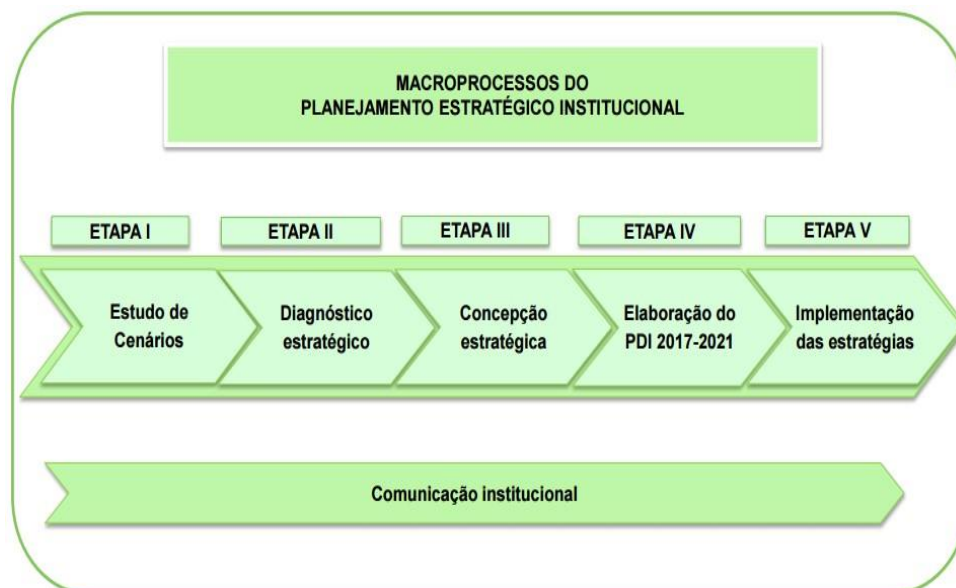 MACROPROCESSOS DO
PLANEJAMENTO ESTRATÉGICO INSTITUCIONAL
ETAPA I
ETAPA II
ETAPA III
ETAPA IV
ETAPA V
Estudo de
Cenários
Diagnóstico
estratégico
Concepção
estratégica
Elaboração do
PDI 2017-2021
Implementação
das estratégias
Comunicação institucional